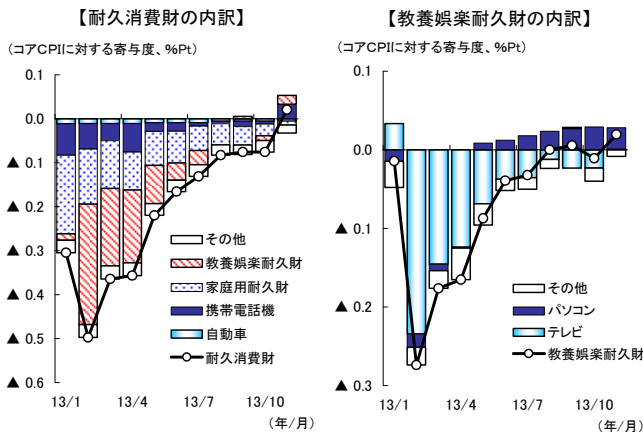 【耐久消費財の内訳】
(コアCPIに対する寄与度、%Pt)
0.1
0.0
▲ 0.1
▲ 0.2
▲ 0.3
▲ 0.4
▲ 0.5
▲ 0.6
その他
教養娯楽耐久財
家庭用耐久財
携帯電話機
自動車
耐久消費財
13/1 13/4 13/7 13/10
(年/月)
【教養娯楽耐久財の内訳】
(コアCPIに対する寄与度、%Pt)
0.1
0.0
▲ 0.1
▲ 0.2
▲ 0.3
その他
パソコン
テレビ
教養娯楽耐久財
13/1 13/4 13/7 13/10
(年/月)